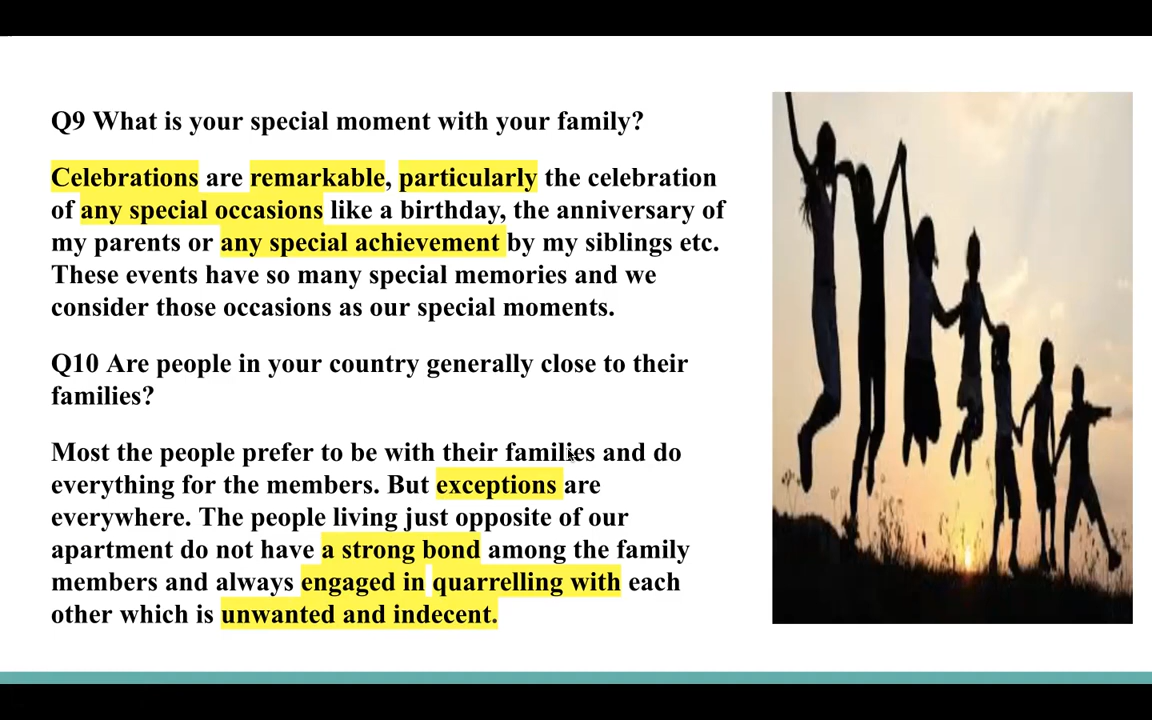 Q9 What is your special moment with your family?
Celebrations are remarkable, particularly the celebration
of any special occasions like a birthday, the anniversary of
my parents or any special achievement by my siblings etc.
These events have so many special memories and we
consider those occasions as our special moments.
Q10 Are people in your country generally close to their
families?
Most the people prefer to be with their families and do
everything for the members. But exceptions are
everywhere. The people living just opposite of our
apartment do not have a strong bond among the family
members and always engaged in quarrelling with each
other which is unwanted and indecent.